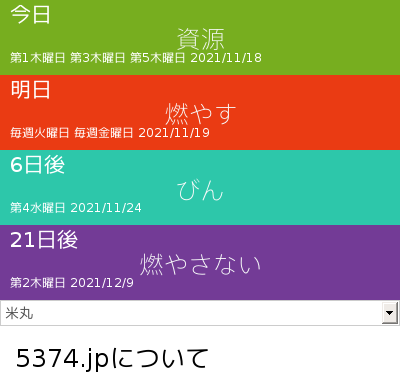 今日
資源
第1木曜日 第3木曜日 第5木曜日 2021/11/18
明日
燃やす
毎週火曜日 毎週金曜日 2021/11/19
6日後
びん
第4水曜日 2021/11/24
21日後
燃やさない
第2木曜日 2021/12/9
米丸
5374.jpについて